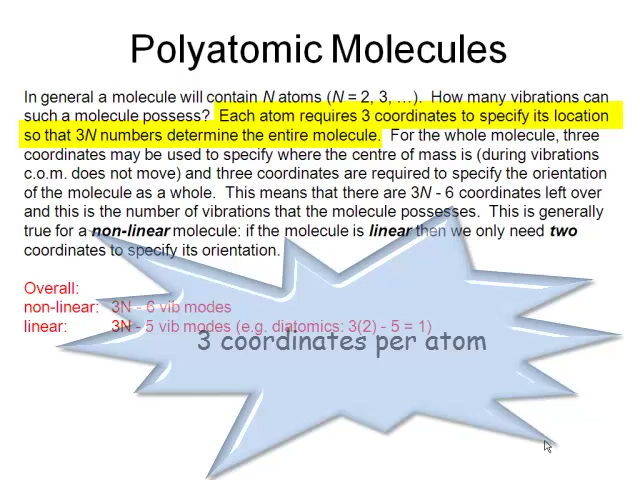 Polyatomic Molecules
In general a molecule will contain N atoms (N = 2, 3, …). How many vibrations can
such a molecule possess? Each atom requires 3 coordinates to specify its location
so that 3N numbers determine the entire molecule. For the whole molecule, three
coordinates may be used to specify where the centre of mass is (during vibrations
c.o.m. does not move) and three coordinates are required to specify the orientation
of the molecule as a whole. This means that there are 3N - 6 coordinates left over
and this is the number of vibrations that the molecule possesses. This is generally
true for a non-linear molecule: if the molecule is linear then we only need two
coordinates to specify its orientation.
Overall:
non-linear: 3N - 6 vib modes
linear: 3N - 5 vib modes (e.g. diatomics: 3(2) - 5 = 1)
3 coordinates per atom